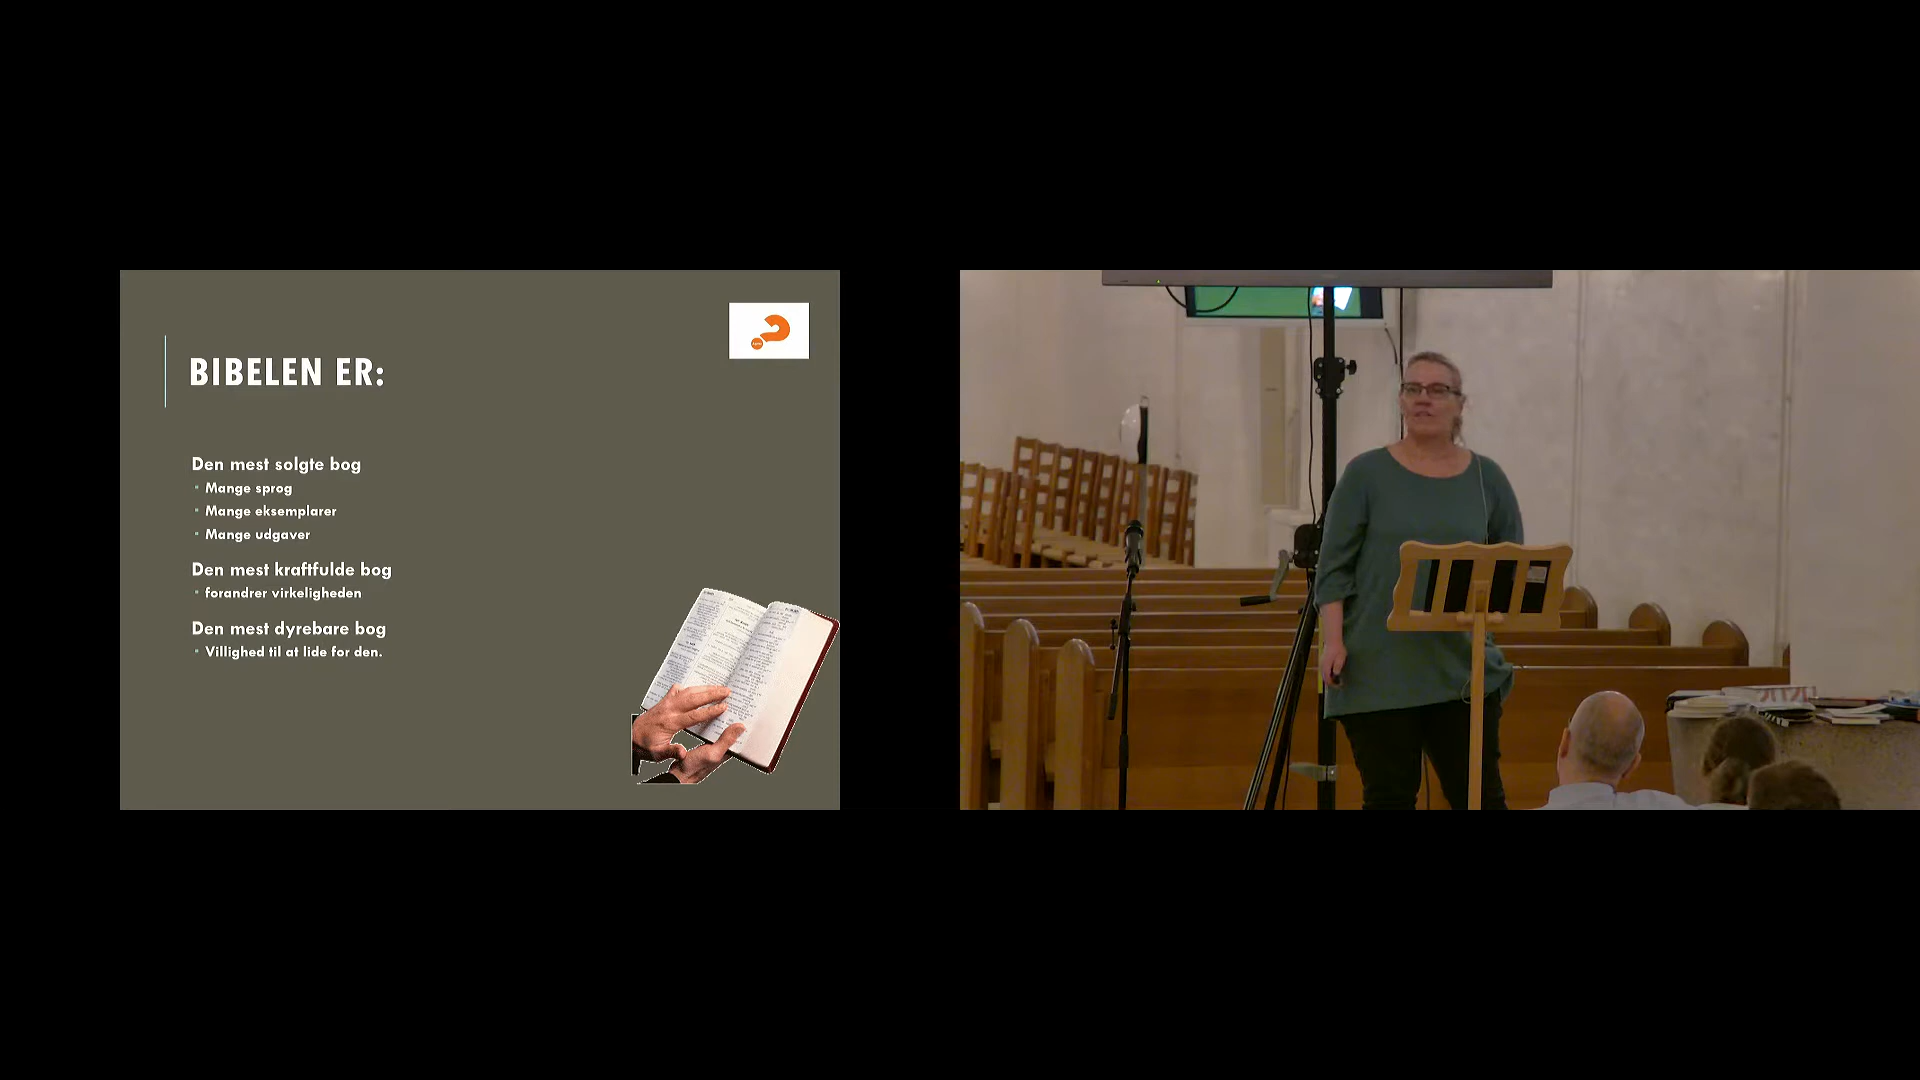 BIBELEN ER:
Den mest solgte bog
Mange sprog
Mange eksemplarer
Mange udgaver
Den mest kraftfulde bog
forandrer virkeligheden
Den mest dyrebare bog
Villighed til at lide for den.